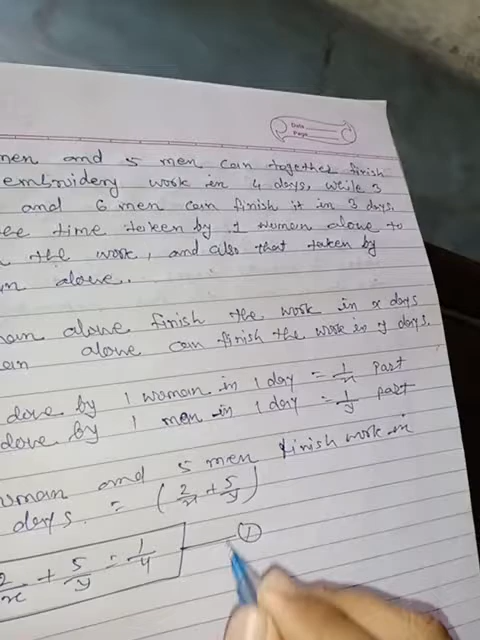 Date
Page
men and 5 men can together finish
embroidery work in 4 days, while 3
and 6 men can finish it in 3 days.
time taken by 1 woman alone to
the work, and also that taken by
alone.
alone finish the work in x days
alone can finish the work in y days.
done by 1 woman in 1 day = 1/x part
done by 1 men in 1 day = 1/y part
woman and 5 men finish work in
days. = (2/x + 5/y)
2/x + 5/y = 1/4 — ①